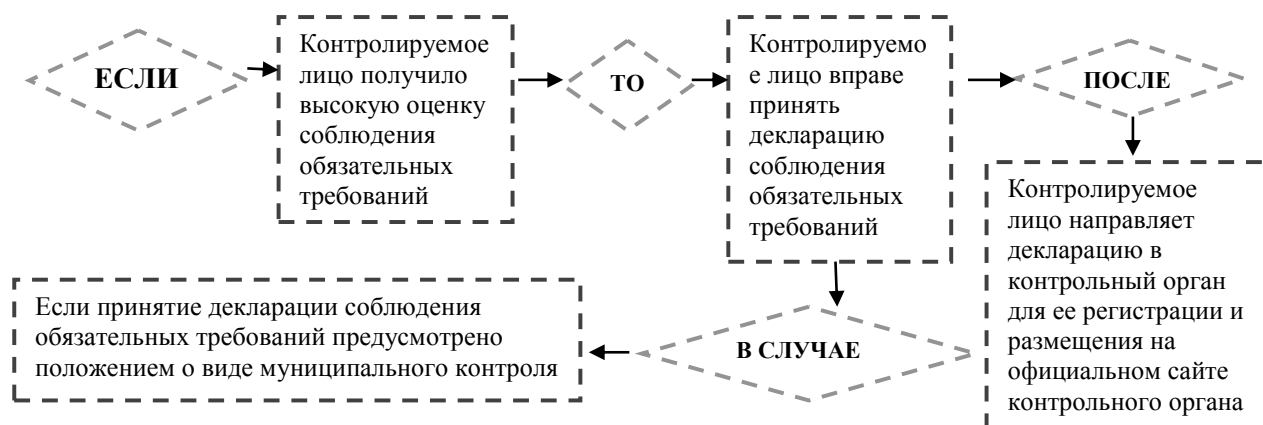 ЕСЛИ
Контролируемое
лицо получило
высокую оценку
соблюдения
обязательных
требований
ТО
Контролируемо
е лицо вправе
принять
декларацию
соблюдения
обязательных
требований
ПОСЛЕ
Контролируемое
лицо направляет
декларацию в
контрольный орган
для ее регистрации и
размещения на
официальном сайте
контрольного органа
В СЛУЧАЕ
Если принятие декларации соблюдения
обязательных требований предусмотрено
положением о виде муниципального контроля